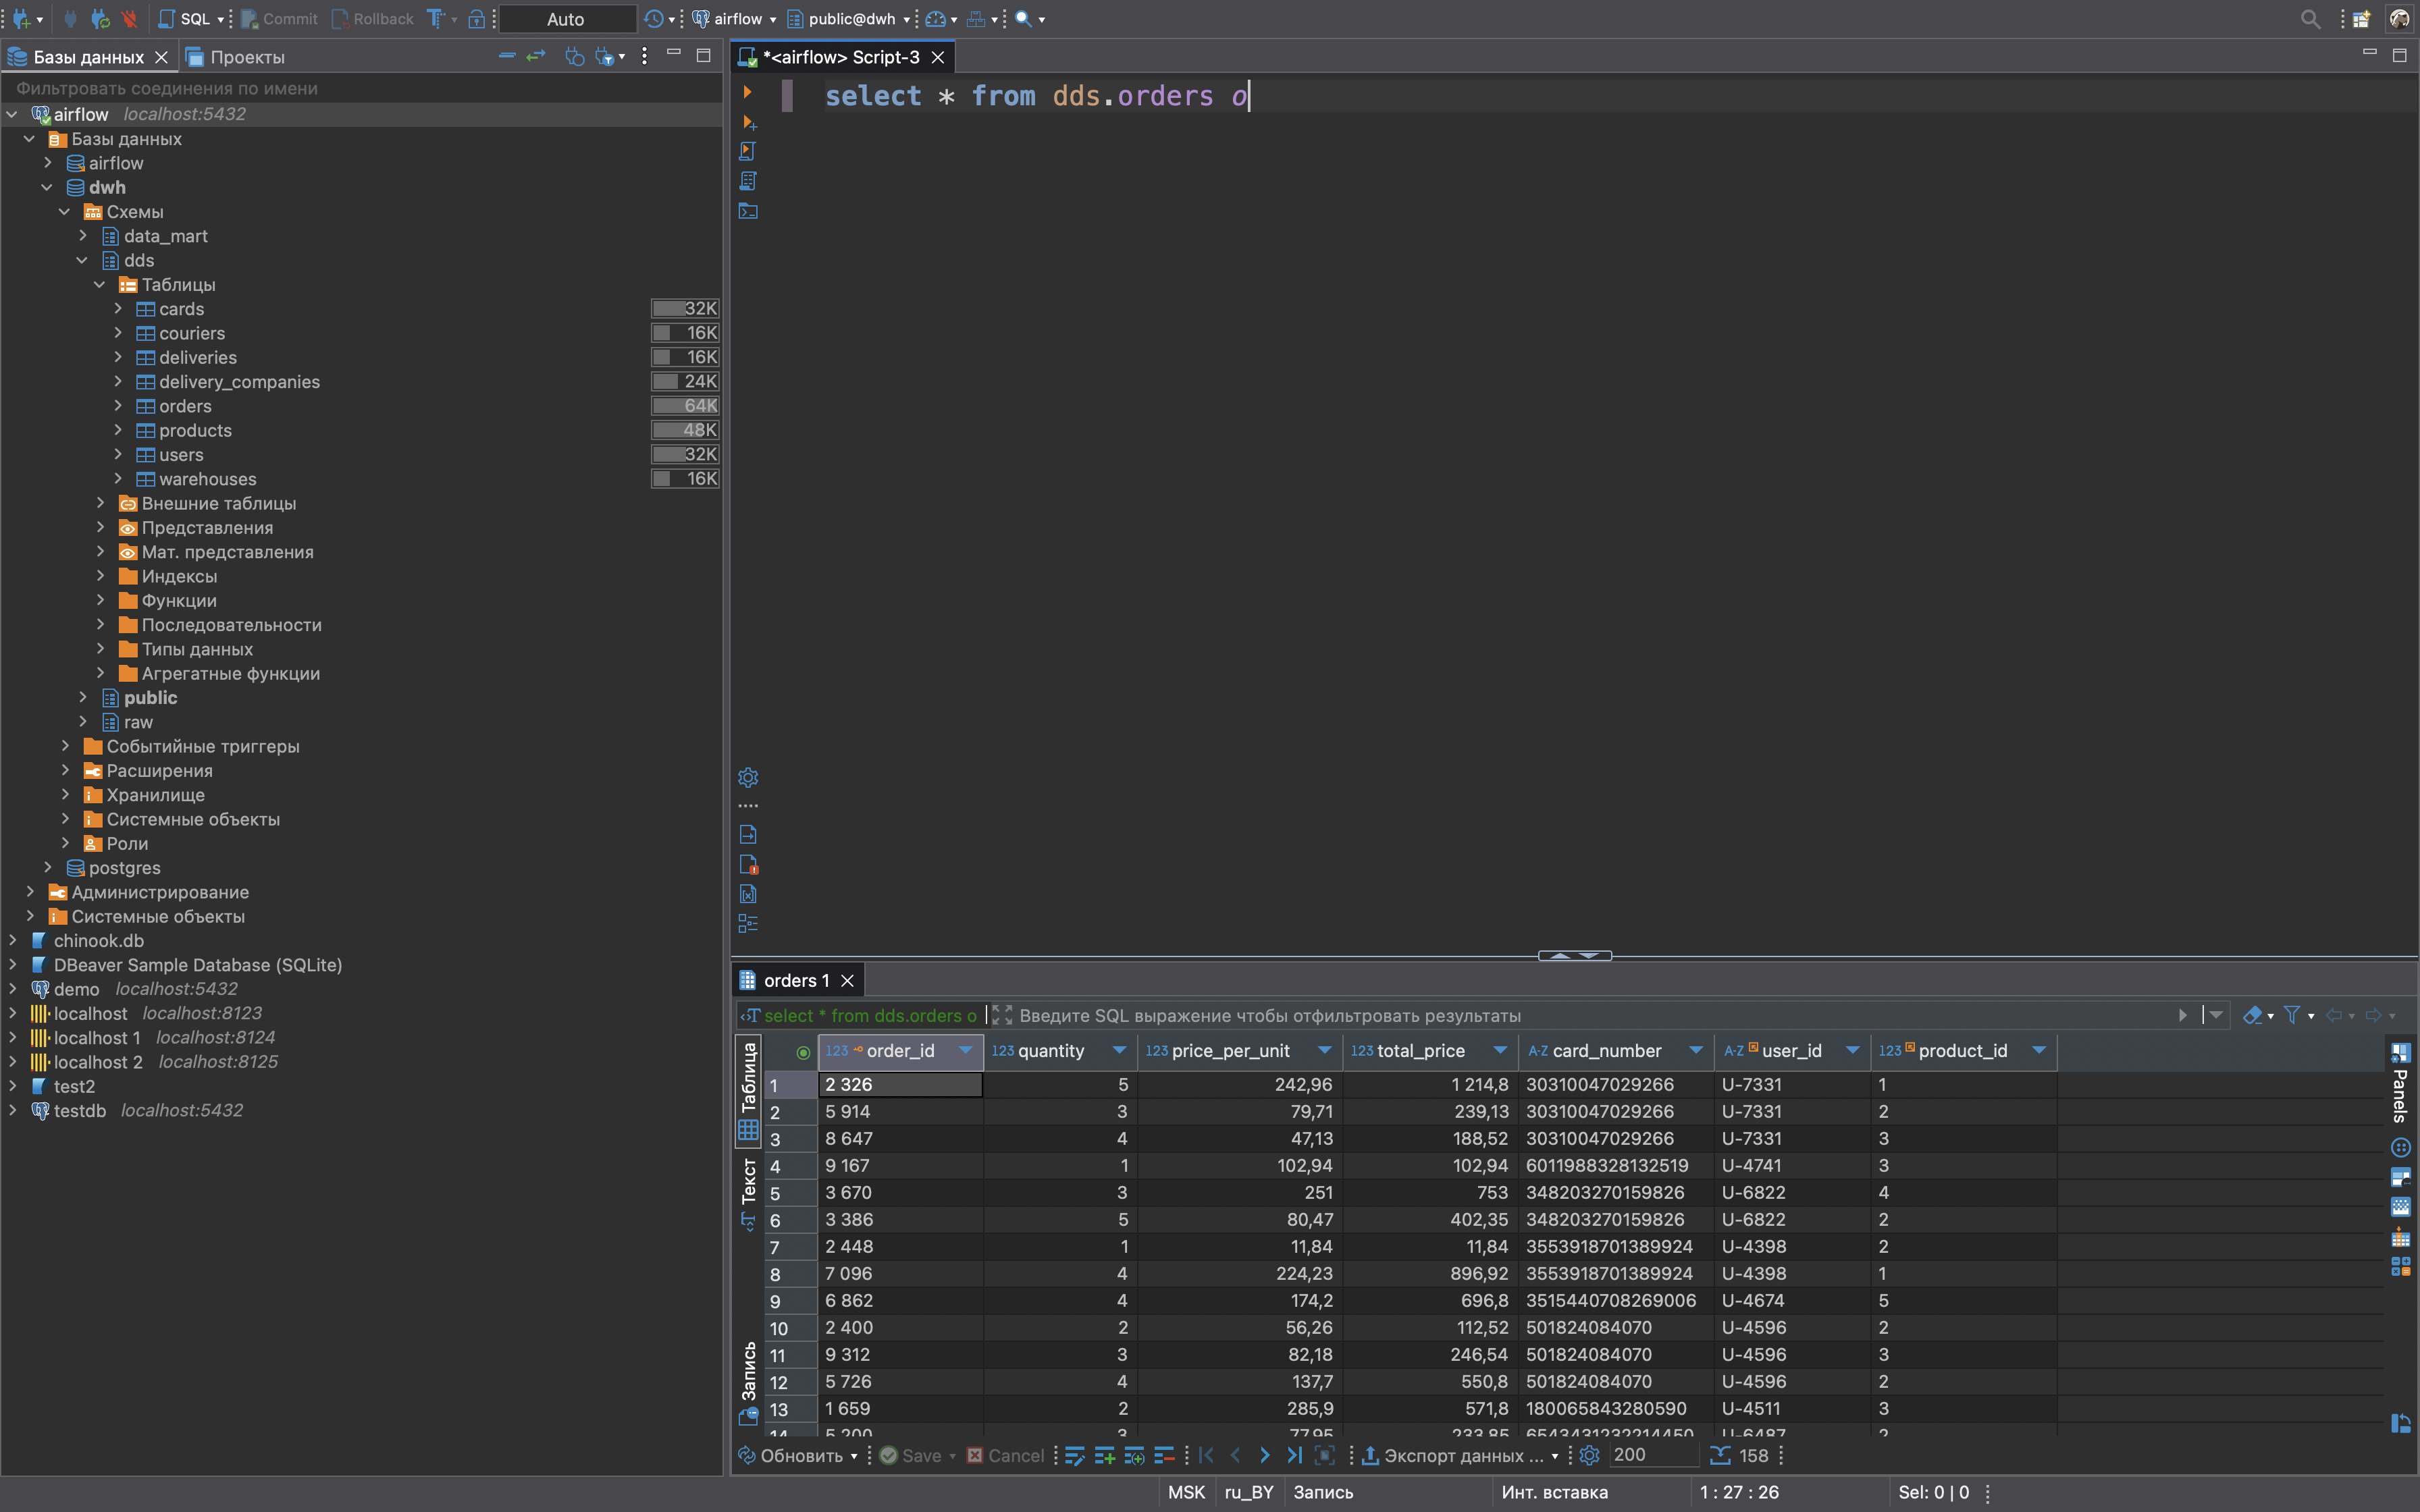 SQL Commit Rollback Auto airflow public@dwh
Базы данных Проекты
Фильтровать соединения по имени
airflow localhost:5432
Базы данных
airflow
dwh
Схемы
data_mart
dds
Таблицы
cards 32K
couriers 16K
deliveries 16K
delivery_companies 24K
orders 64K
products 48K
users 32K
warehouses 16K
Внешние таблицы
Представления
Мат. представления
Индексы
Функции
Последовательности
Типы данных
Агрегатные функции
public
raw
Событийные триггеры
Расширения
Хранилище
Системные объекты
Роли
postgres
Администрирование
Системные объекты
chinook.db
DBeaver Sample Database (SQLite)
demo localhost:5432
localhost localhost:8123
localhost 1 localhost:8124
localhost 2 localhost:8125
test2
testdb localhost:5432
*<airflow> Script-3
select * from dds.orders o
orders 1
select * from dds.orders o Введите SQL выражение чтобы отфильтровать результаты
Таблица
Текст
Запись
123 order_id 123 quantity 123 price_per_unit 123 total_price A-Z card_number A-Z user_id 123 product_id
1 2 326 5 242,96 1 214,8 30310047029266 U-7331 1
2 5 914 3 79,71 239,13 30310047029266 U-7331 2
3 8 647 4 47,13 188,52 30310047029266 U-7331 3
4 9 167 1 102,94 102,94 6011988328132519 U-4741 3
5 3 670 3 251 753 348203270159826 U-6822 4
6 3 386 5 80,47 402,35 348203270159826 U-6822 2
7 2 448 1 11,84 11,84 3553918701389924 U-4398 2
8 7 096 4 224,23 896,92 3553918701389924 U-4398 1
9 6 862 4 174,2 696,8 3515440708269006 U-4674 5
10 2 400 2 56,26 112,52 501824084070 U-4596 2
11 9 312 3 82,18 246,54 501824084070 U-4596 3
12 5 726 4 137,7 550,8 501824084070 U-4596 2
13 1 659 2 285,9 571,8 180065843280590 U-4511 3
14 5 200 3 77,95 233,85 U-6487 2
Panels
Обновить Save Cancel Экспорт данных ... 200 158
MSK ru_BY Запись Инт. вставка 1 : 27 : 26 Sel: 0 | 0